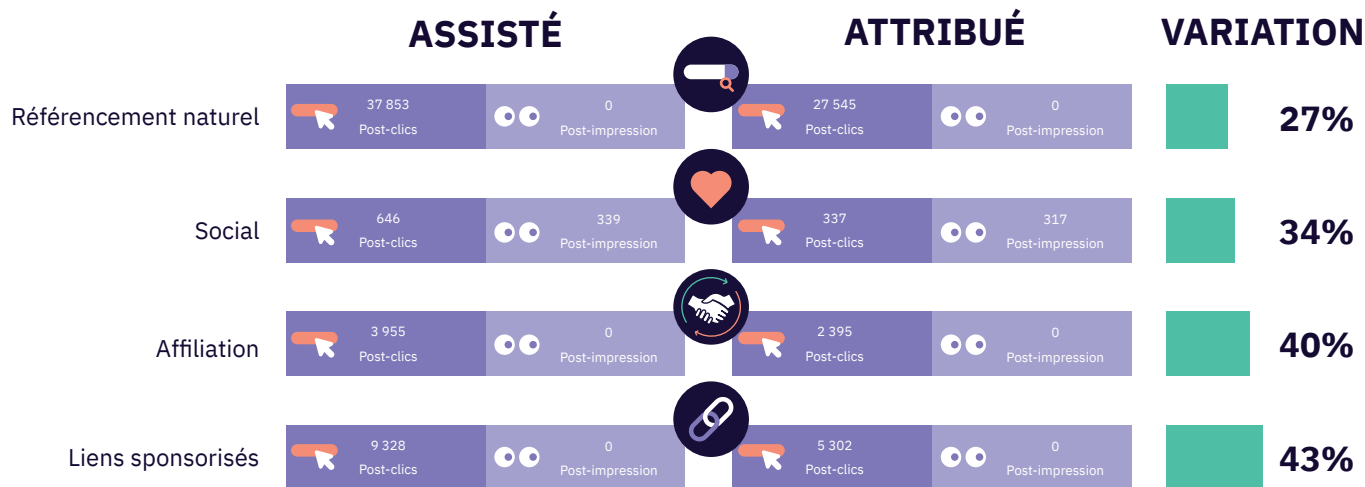 ASSISTÉ ATTRIBUÉ VARIATION
Référencement naturel
37 853
Post-clics
0
Post-impression
27 545
Post-clics
0
Post-impression
27%
Social
646
Post-clics
339
Post-impression
337
Post-clics
317
Post-impression
34%
Affiliation
3 955
Post-clics
0
Post-impression
2 395
Post-clics
0
Post-impression
40%
Liens sponsorisés
9 328
Post-clics
0
Post-impression
5 302
Post-clics
0
Post-impression
43%